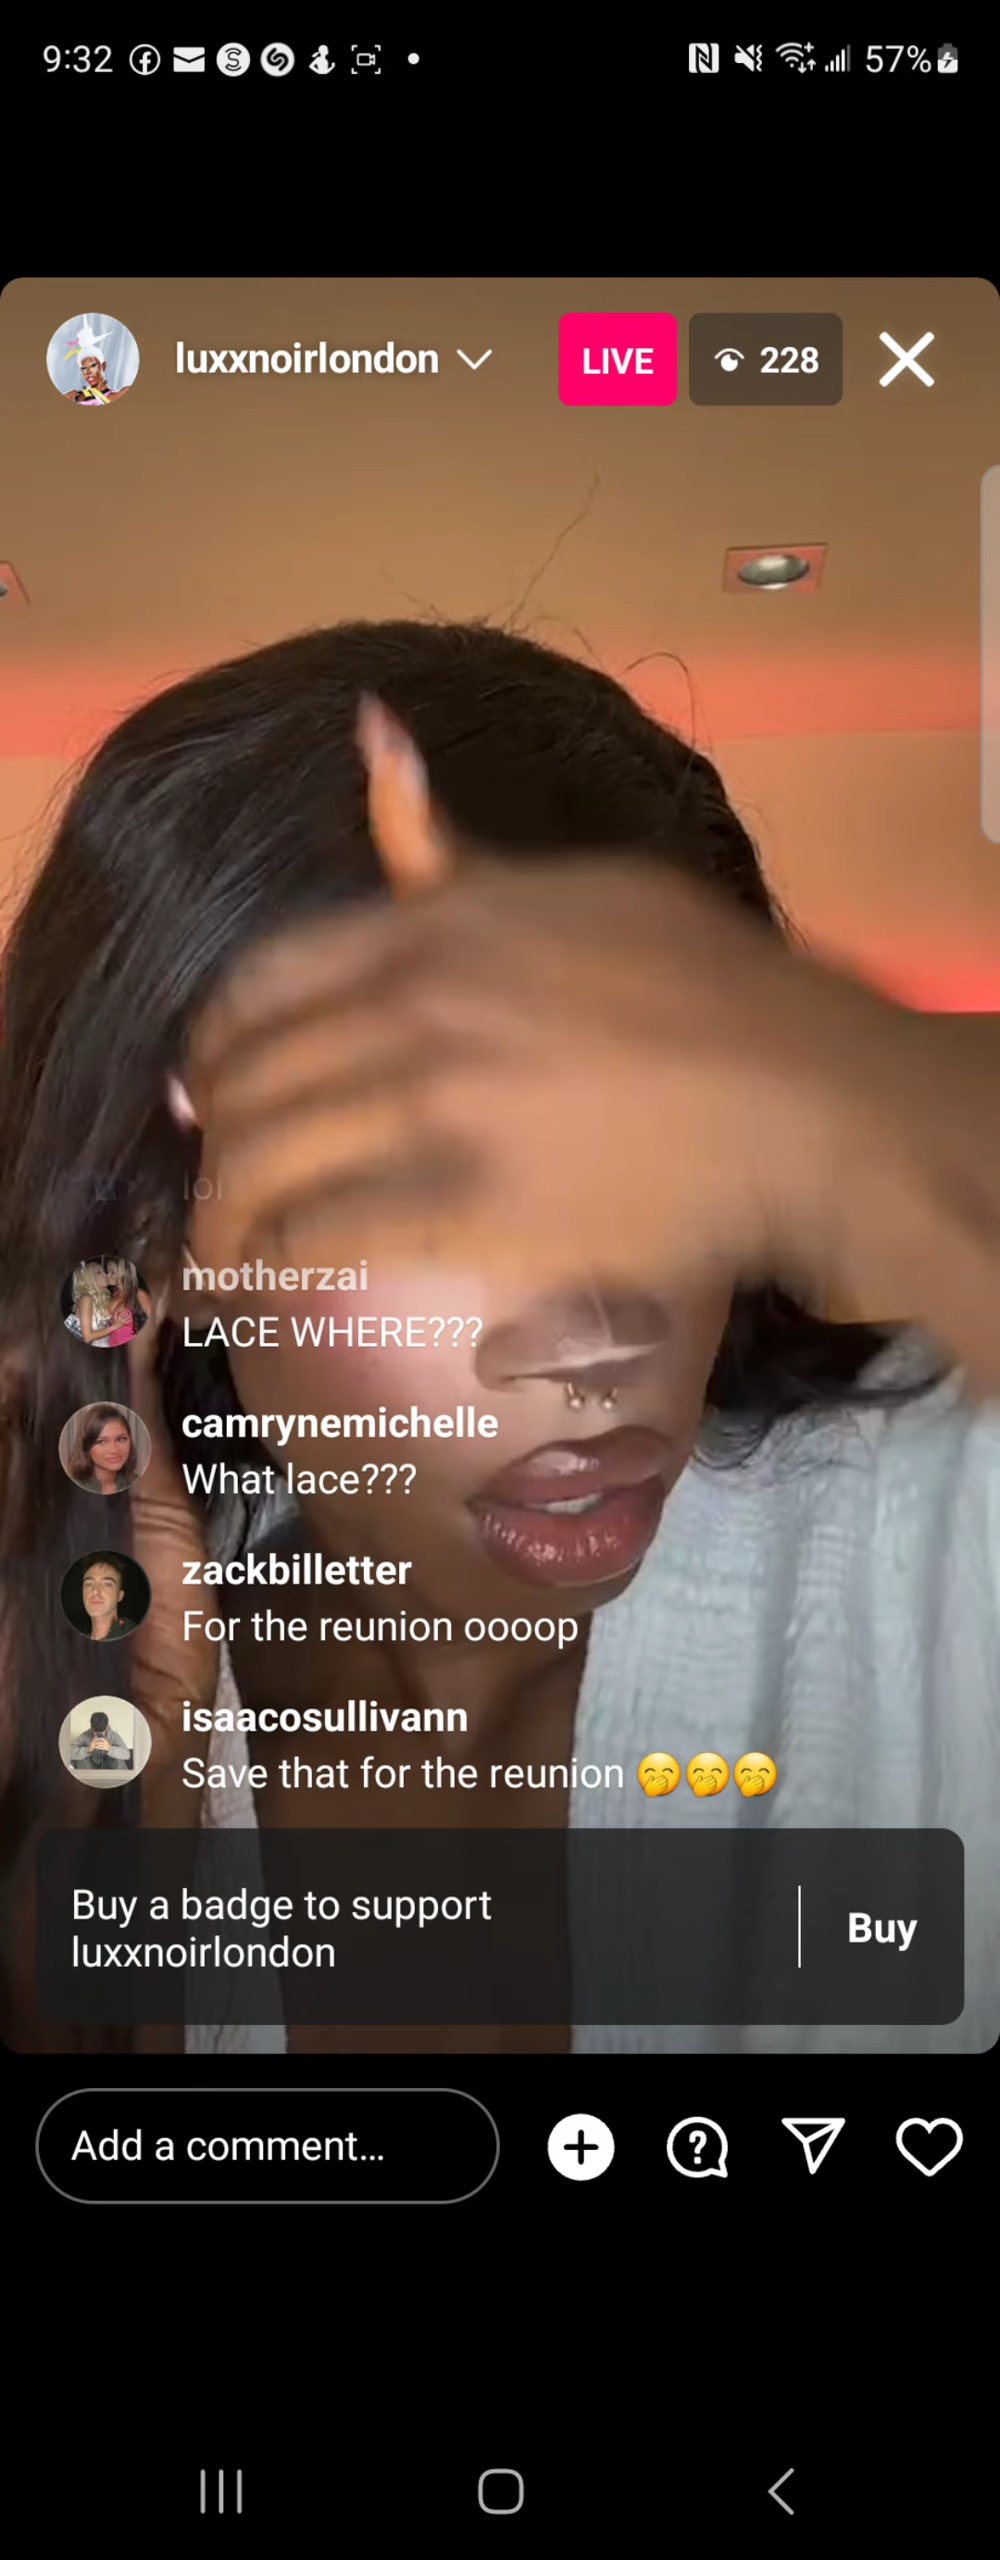 9:32
57%
luxxnoirlondon
LIVE
228
lol
motherzai
LACE WHERE???
camrynemichelle
What lace???
zackbilletter
For the reunion oooop
isaacosullivann
Save that for the reunion 🤭🤭🤭
Buy a badge to support
luxxnoirlondon
Buy
Add a comment...